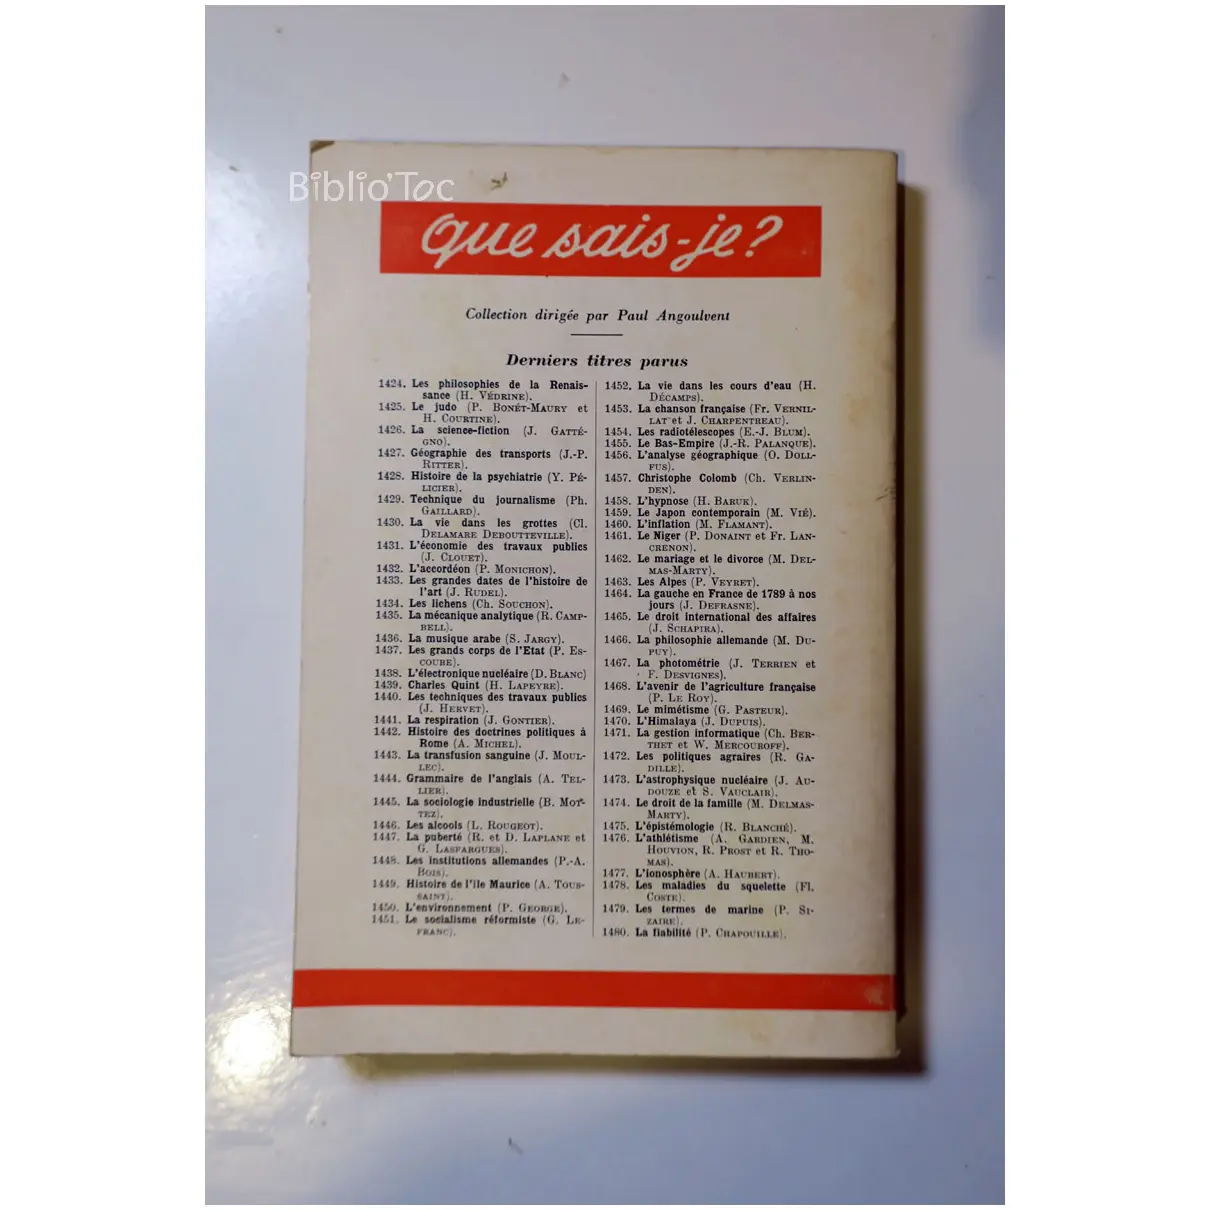 Biblio'Toc
Que sais-je?
Collection dirigée par Paul Angoulvent
Derniers titres parus
1424. Les philosophies de la Renais-
sance (H. VÉDRINE).
1425. Le judo (P. BONÉT-MAURY et
H. COURTINE).
1426. La science-fiction (J. GATTÉ-
GNO).
1427. Géographie des transports (J.-P.
RITTER).
1428. Histoire de la psychiatrie (Y. PÉ-
LICIER).
1429. Technique du journalisme (Ph.
GAILLARD).
1430. La vie dans les grottes (Cl.
DELAMARE DEBOUTTEVILLE).
1431. L'économie des travaux publics
(J. CLOUET).
1432. L'accordéon (P. MONICHON).
1433. Les grandes dates de l'histoire de
l'art (J. RUDEL).
1434. Les lichens (Ch. SOUCHON).
1435. La mécanique analytique (R. CAMP-
BELL).
1436. La musique arabe (S. JARGY).
1437. Les grands corps de l'Etat (P. ES-
COUBE).
1438. L'électronique nucléaire (D. BLANC)
1439. Charles Quint (H. LAPEYRE).
1440. Les techniques des travaux publics
(J. HERVET).
1441. La respiration (J. GONTIER).
1442. Histoire des doctrines politiques à
Rome (A. MICHEL).
1443. La transfusion sanguine (J. MOUL-
LEC).
1444. Grammaire de l'anglais (A. TEL-
LIER).
1445. La sociologie industrielle (B. MOT-
TEZ).
1446. Les alcools (L. ROUGEOT).
1447. La puberté (R. et D. LAPLANE et
G. LASFARGUES).
1448. Les institutions allemandes (P.-A.
BOIS).
1449. Histoire de l'île Maurice (A. TOUS-
SAINT).
1450. L'environnement (P. GEORGE).
1451. Le socialisme réformiste (G. LE-
FRANC).
1452. La vie dans les cours d'eau (H.
DÉCAMPS).
1453. La chanson française (Fr. VERNIL-
LAT et J. CHARPENTREAU).
1454. Les radiotélescopes (E.-J. BLUM).
1455. Le Bas-Empire (J.-R. PALANQUE).
1456. L'analyse géographique (O. DOLL-
FUS).
1457. Christophe Colomb (Ch. VERLIN-
DEN).
1458. L'hypnose (H. BARUK).
1459. Le Japon contemporain (M. VIÉ).
1460. L'inflation (M. FLAMANT).
1461. Le Niger (P. DONAINT et Fr. LAN-
CRENON).
1462. Le mariage et le divorce (M. DEL-
MAS-MARTY).
1463. Les Alpes (P. VEYRET).
1464. La gauche en France de 1789 à nos
jours (J. DEFRASNE).
1465. Le droit international des affaires
(J. SCHAPIRA).
1466. La philosophie allemande (M. DU-
PUY).
1467. La photométrie (J. TERRIEN et
F. DESVIGNES).
1468. L'avenir de l'agriculture française
(P. LE ROY).
1469. Le mimétisme (G. PASTEUR).
1470. L'Himalaya (J. DUPUIS).
1471. La gestion informatique (Ch. BER-
THET et W. MERCOUROFF).
1472. Les politiques agraires (R. GA-
DILLE).
1473. L'astrophysique nucléaire (J. AU-
DOUZE et S. VAUCLAIR).
1474. Le droit de la famille (M. DELMAS-
MARTY).
1475. L'épistémologie (R. BLANCHÉ).
1476. L'athlétisme (A. GARDIEN, M.
HOUVION, R. PROST et R. THO-
MAS).
1477. L'ionosphère (A. HAUBERT).
1478. Les maladies du squelette (Fl.
COSTE).
1479. Les termes de marine (P. SI-
ZAIRE).
1480. La fiabilité (P. CHAPOUILLE).